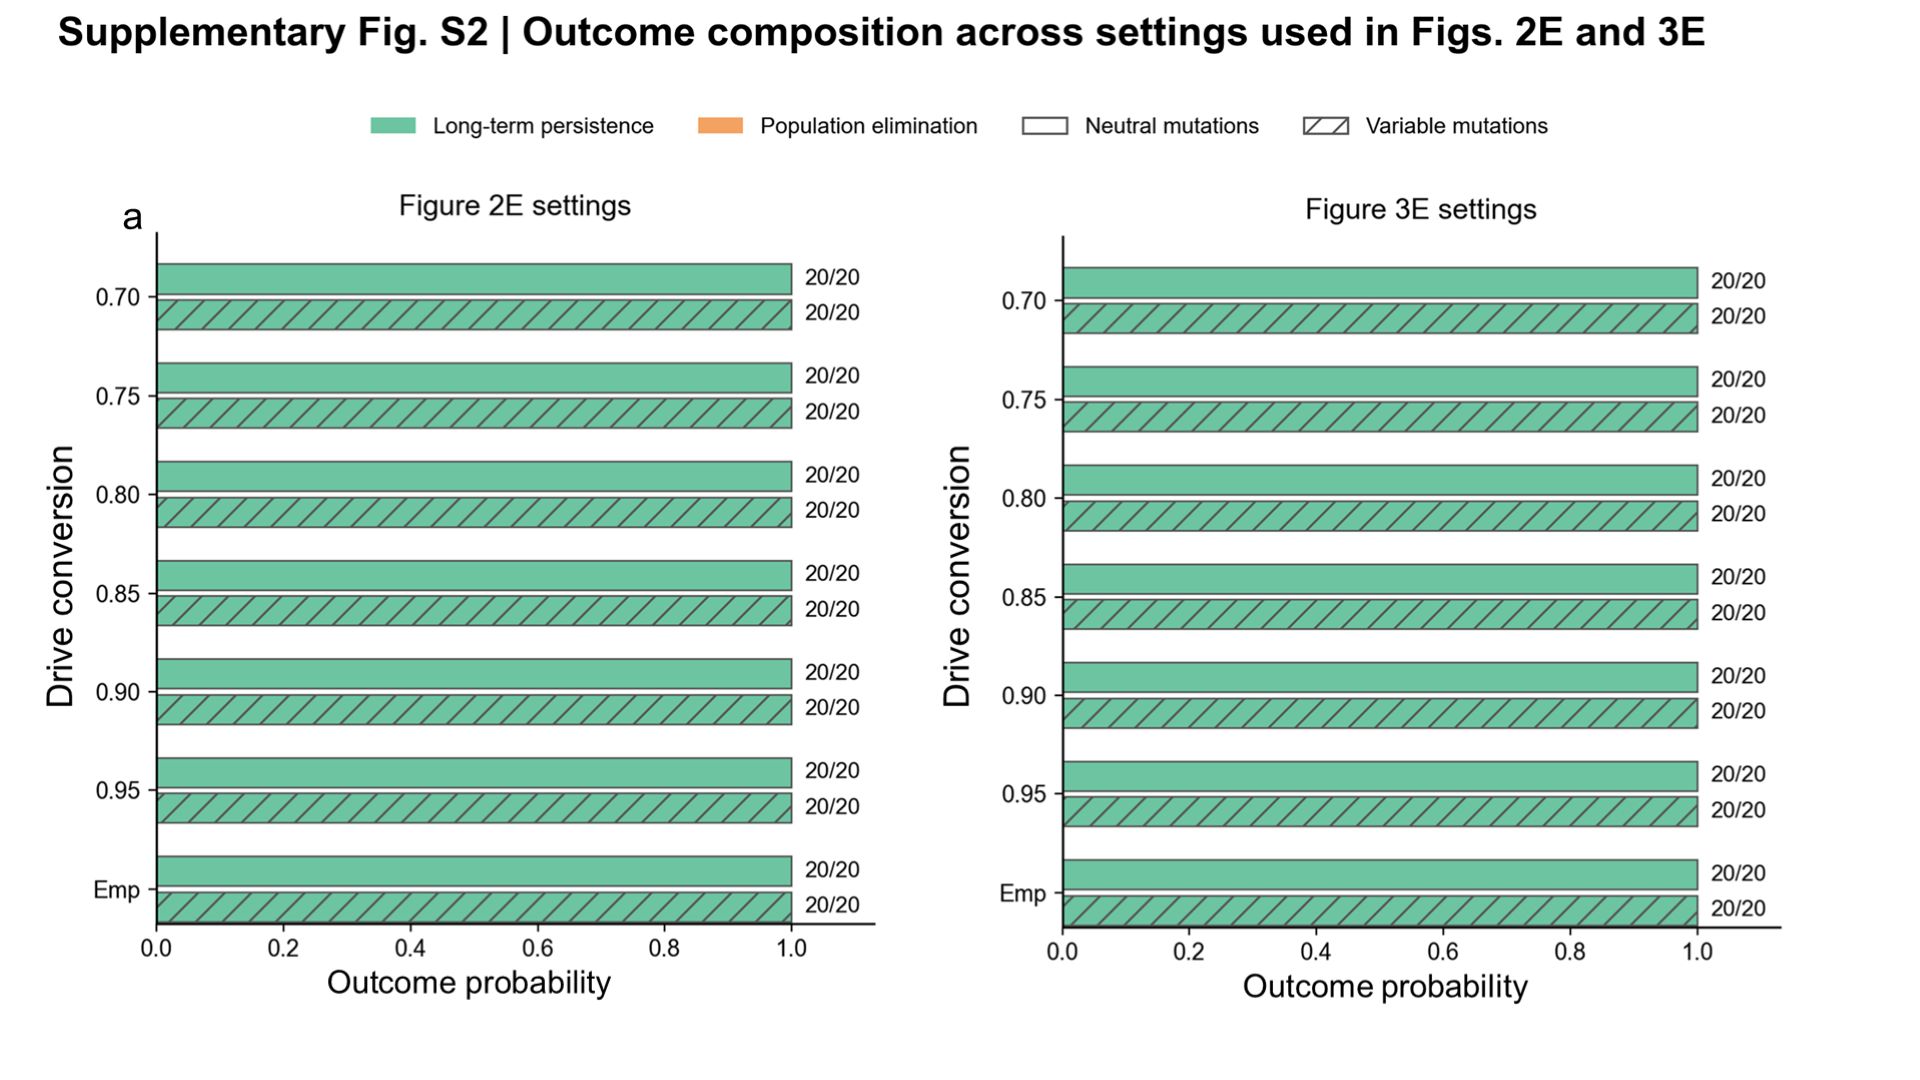 Supplementary Fig. S2 | Outcome composition across settings used in Figs. 2E and 3E
Long-term persistence
Population elimination
Neutral mutations
Variable mutations
a
Figure 2E settings
Drive conversion
0.70
20/20
20/20
0.75
20/20
20/20
0.80
20/20
20/20
0.85
20/20
20/20
0.90
20/20
20/20
0.95
20/20
20/20
Emp
20/20
20/20
0.0 0.2 0.4 0.6 0.8 1.0
Outcome probability
Figure 3E settings
Drive conversion
0.70
20/20
20/20
0.75
20/20
20/20
0.80
20/20
20/20
0.85
20/20
20/20
0.90
20/20
20/20
0.95
20/20
20/20
Emp
20/20
20/20
0.0 0.2 0.4 0.6 0.8 1.0
Outcome probability